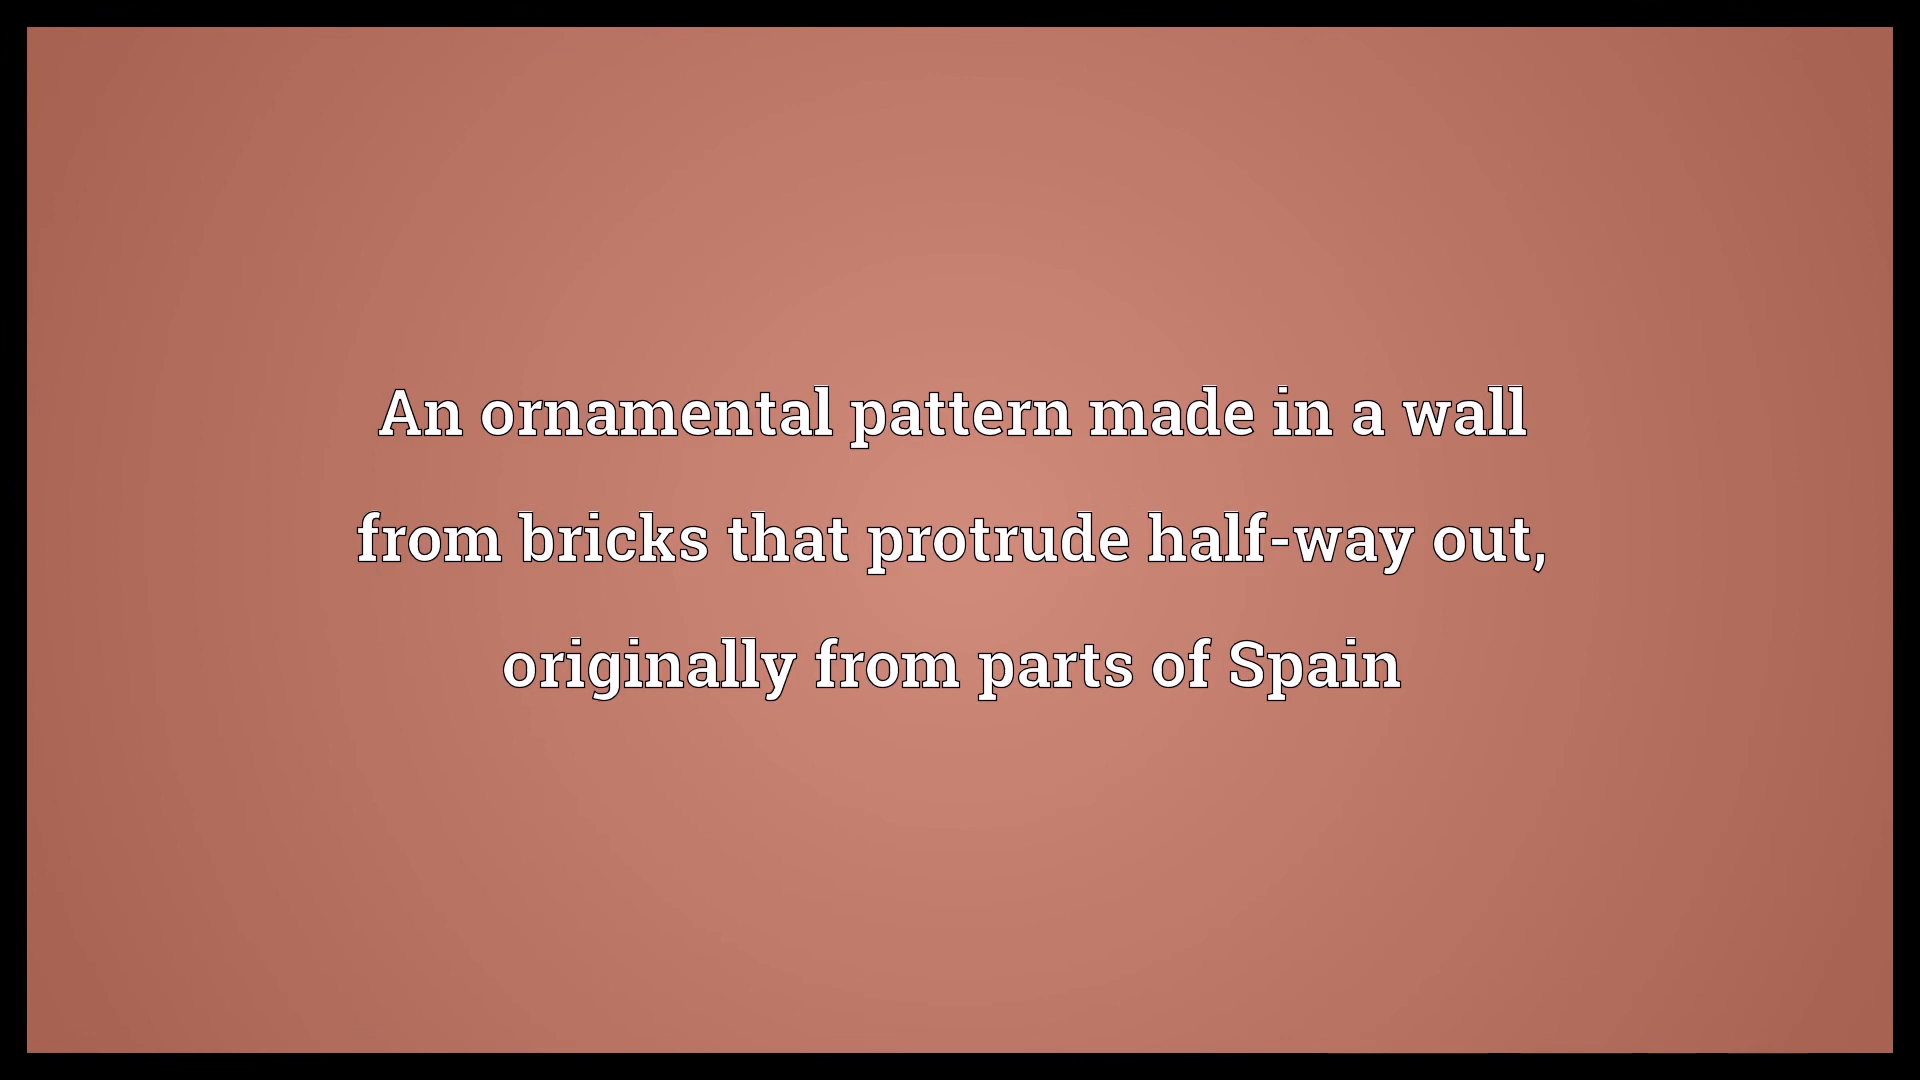 An ornamental pattern made in a wall
from bricks that protrude half-way out,
originally from parts of Spain